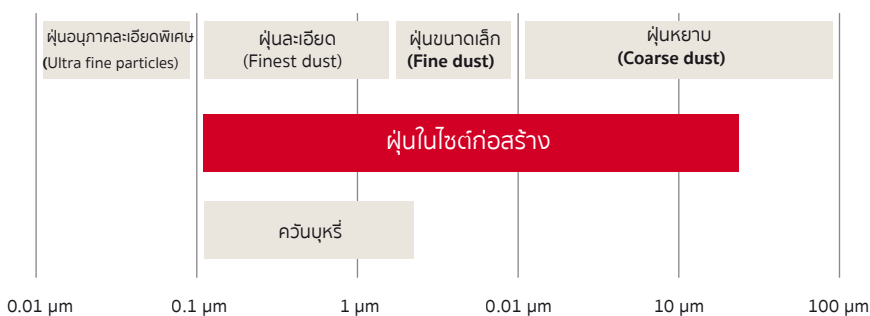 ฝุ่นอนุภาคละเอียดพิเศษ
(Ultra fine particles)
ฝุ่นละเอียด
(Finest dust)
ฝุ่นขนาดเล็ก
(Fine dust)
ฝุ่นหยาบ
(Coarse dust)
ฝุ่นในไซต์ก่อสร้าง
ควันบุหรี่
0.01 µm
0.1 µm
1 µm
0.01 µm
10 µm
100 µm